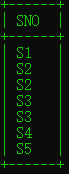 +-----+
| SNO |
+-----+
| S1 |
| S2 |
| S2 |
| S3 |
| S3 |
| S4 |
| S5 |
+-----+